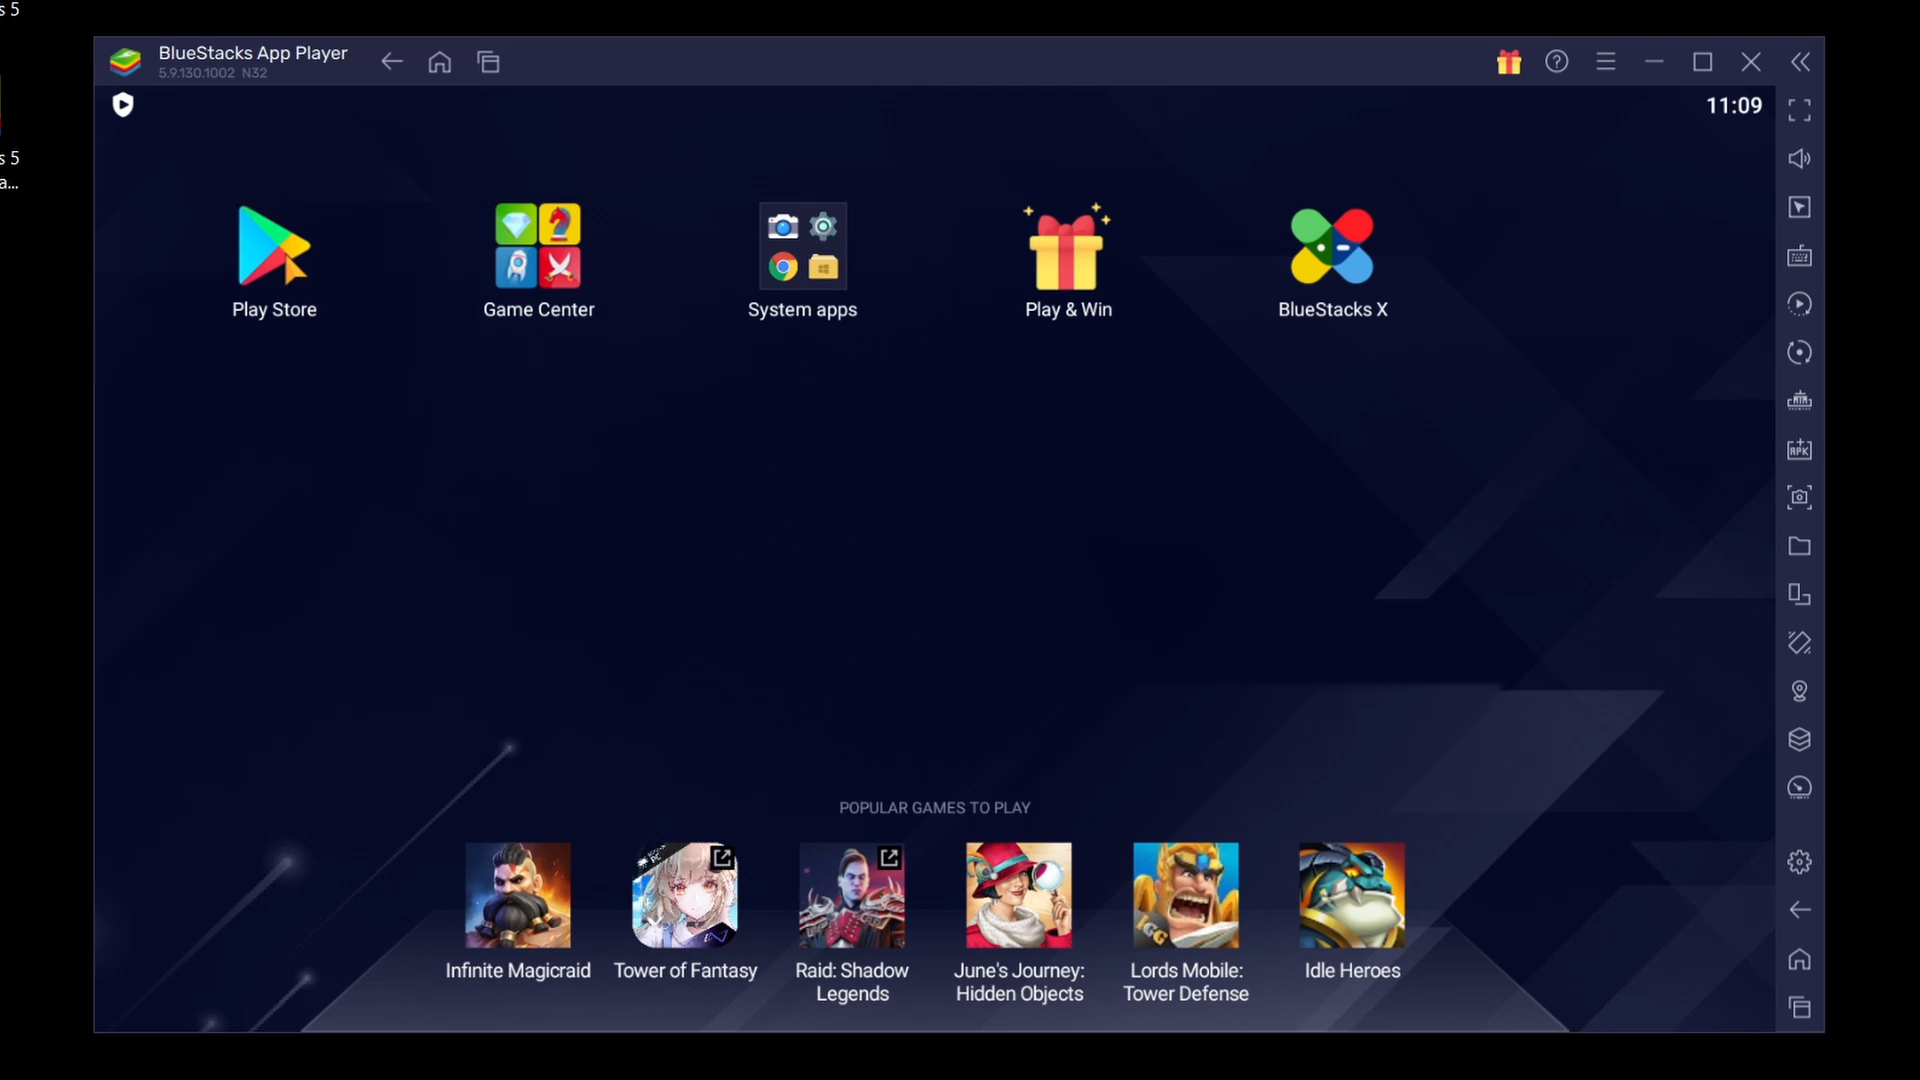 s 5
BlueStacks App Player
5.9.130.1002 N32
11:09
s 5
a...
Play Store
Game Center
System apps
Play & Win
BlueStacks X
APK
POPULAR GAMES TO PLAY
IGG
Infinite Magicraid
Tower of Fantasy
Raid: Shadow
Legends
June's Journey:
Hidden Objects
Lords Mobile:
Tower Defense
Idle Heroes